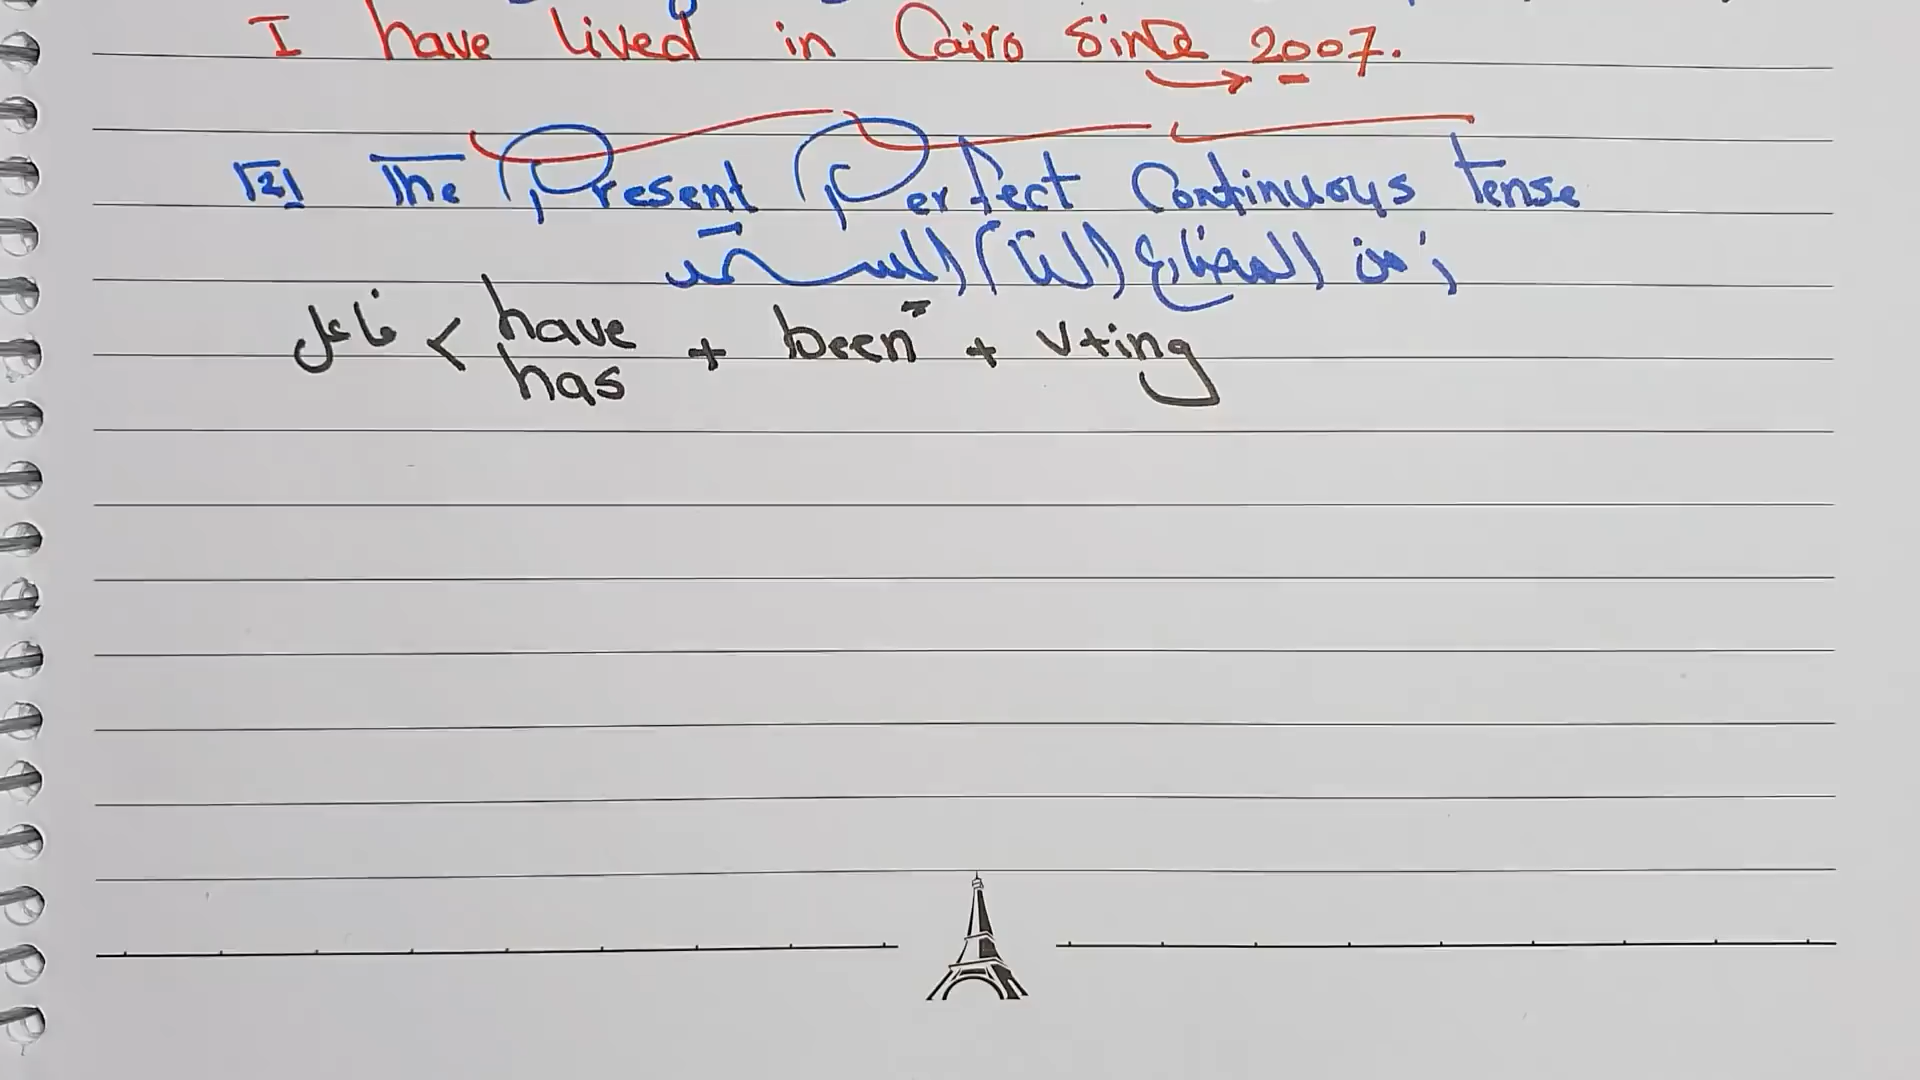 I have lived in Cairo Since 2007.
[2] The Present Perfect Continuous tense
زمن المضارع (التام) المستمر
فاعل < have / has + been + V+ing